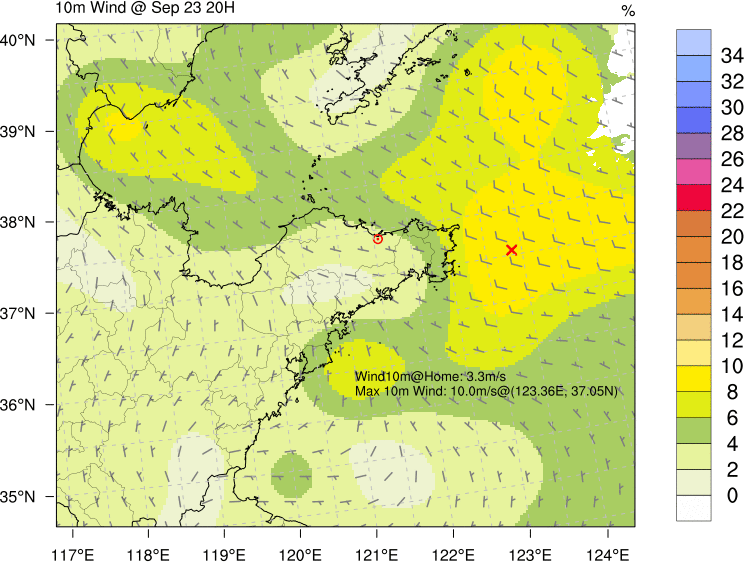 10m Wind @ Sep 23 20H
%
40°N
39°N
38°N
37°N
36°N
35°N
Wind10m@Home: 3.3m/s
Max 10m Wind: 10.0m/s@(123.36E, 37.05N)
117°E 118°E 119°E 120°E 121°E 122°E 123°E 124°E
34
32
30
28
26
24
22
20
18
16
14
12
10
8
6
4
2
0